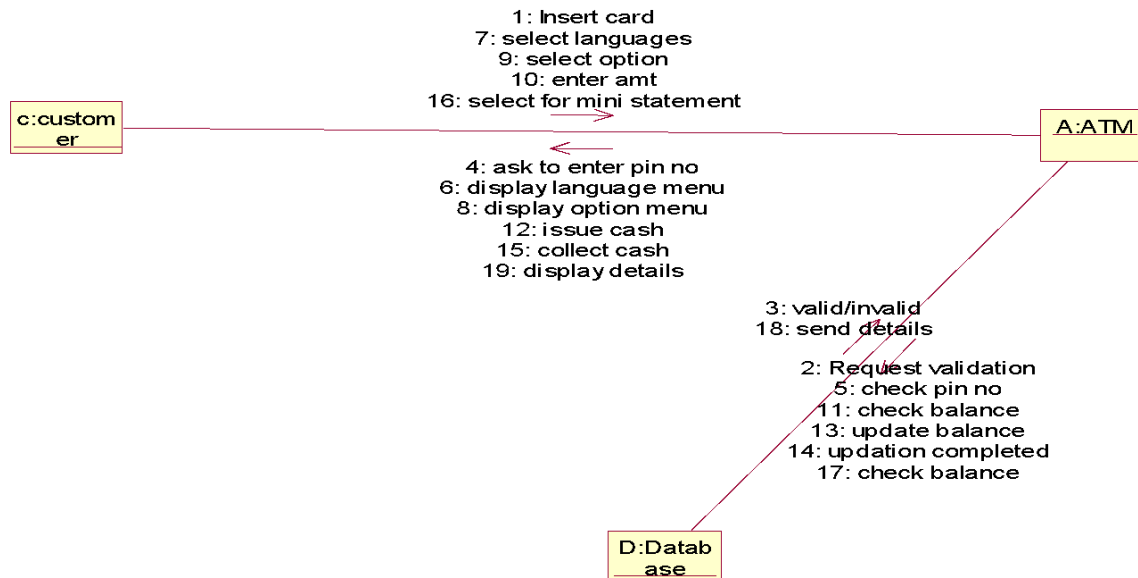 1: Insert card
7: select languages
9: select option
10: enter amt
16: select for mini statement
c:custom
er
A:ATM
4: ask to enter pin no
6: display language menu
8: display option menu
12: issue cash
15: collect cash
19: display details
3: valid/invalid
18: send details
2: Request validation
5: check pin no
11: check balance
13: update balance
14: updation completed
17: check balance
D:Datab
ase